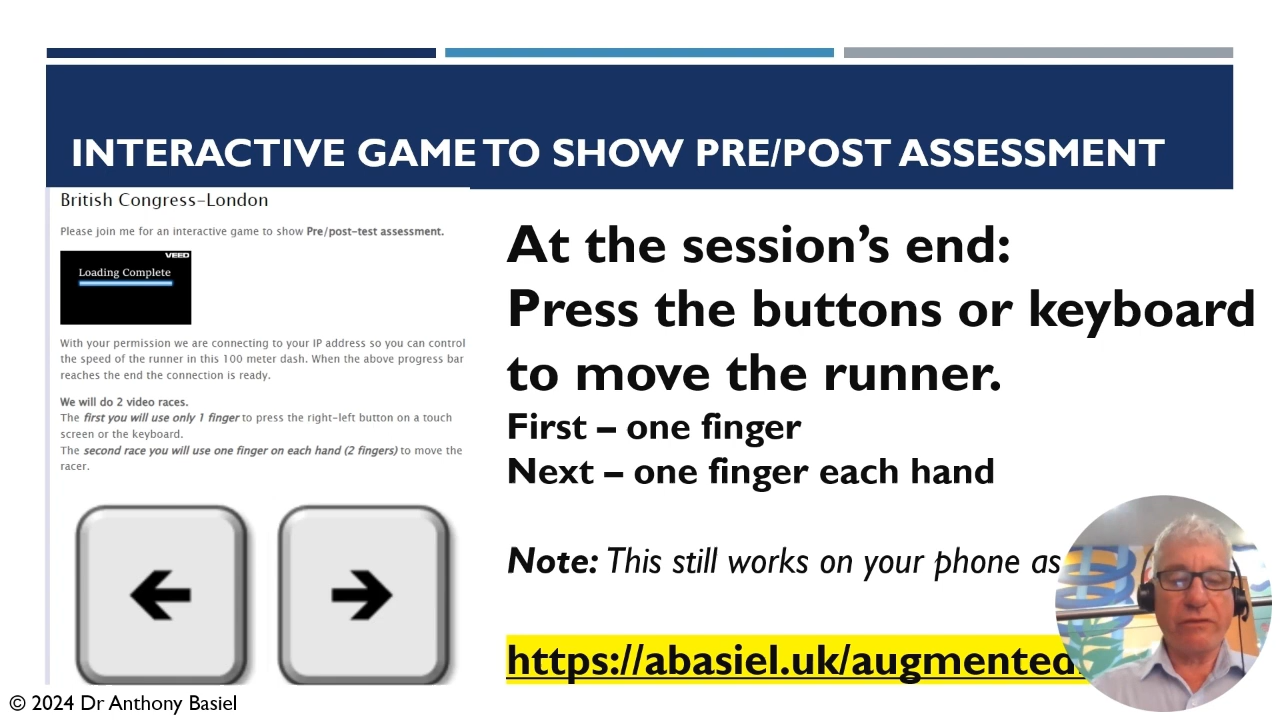 INTERACTIVE GAME TO SHOW PRE/POST ASSESSMENT
British Congress-London
Please join me for an interactive game to show Pre/post-test assessment.
VEED
Loading Complete
With your permission we are connecting to your IP address so you can control
the speed of the runner in this 100 meter dash. When the above progress bar
reaches the end the connection is ready.
We will do 2 video races.
The first you will use only 1 finger to press the right-left button on a touch
screen or the keyboard.
The second race you will use one finger on each hand (2 fingers) to move the
racer.
At the session’s end:
Press the buttons or keyboard
to move the runner.
First – one finger
Next – one finger each hand
Note: This still works on your phone as
https://abasiel.uk/augmented
© 2024 Dr Anthony Basiel